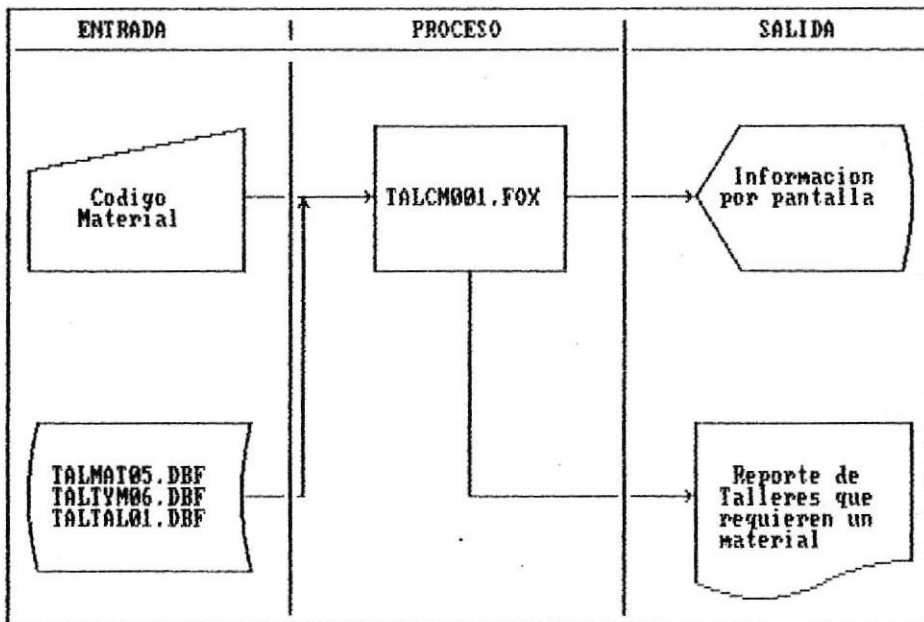 ENTRADA
PROCESO
SALIDA
Codigo
Material
TALCM001.FOX
Informacion
por pantalla
TALMAT05.DBF
TALTYM06.DBF
TALTAL01.DBF
Reporte de
Talleres que
requieren un
material